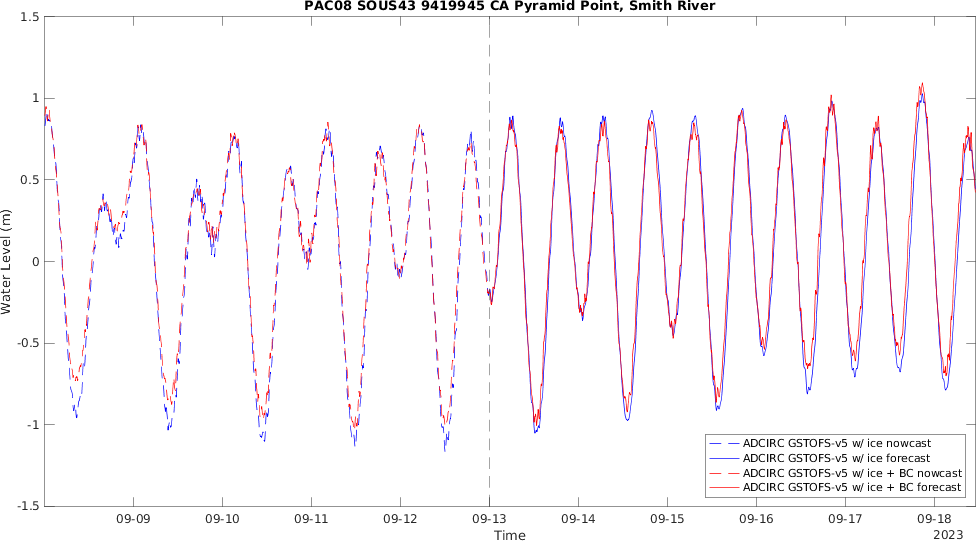 PAC08 SOUS43 9419945 CA Pyramid Point, Smith River
1.5
1
0.5
0
-0.5
-1
-1.5
Water Level (m)
ADCIRC GSTOFS-v5 w/ ice nowcast
ADCIRC GSTOFS-v5 w/ ice forecast
ADCIRC GSTOFS-v5 w/ ice + BC nowcast
ADCIRC GSTOFS-v5 w/ ice + BC forecast
09-09 09-10 09-11 09-12 09-13 09-14 09-15 09-16 09-17 09-18
Time
2023